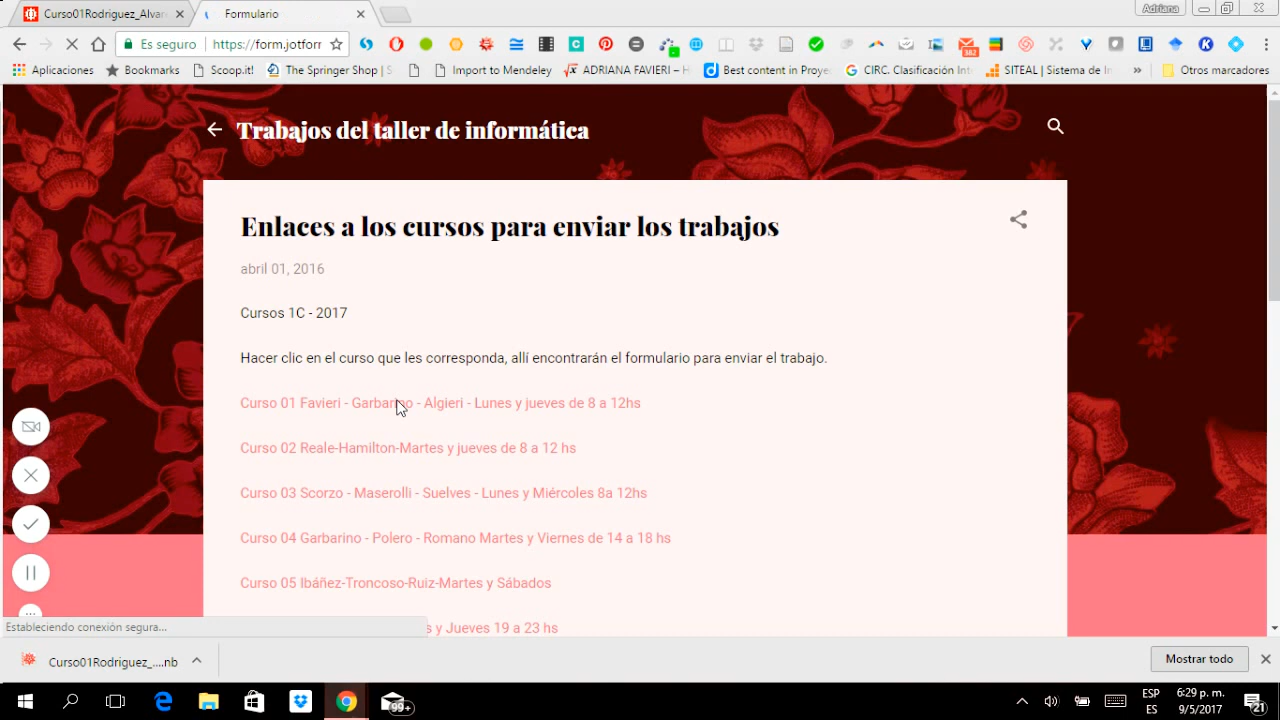 Curso01Rodriguez_Alvar
Formulario
Adriana
Es seguro
https://form.jotforr
382
Aplicaciones
Bookmarks
Scoop.it!
The Springer Shop | S
Import to Mendeley
ADRIANA FAVIERI – H
Best content in Proye
CIRC. Clasificación Inte
SITEAL | Sistema de In
»
Otros marcadores
Trabajos del taller de informática
Enlaces a los cursos para enviar los trabajos
abril 01, 2016
Cursos 1C - 2017
Hacer clic en el curso que les corresponda, allí encontrarán el formulario para enviar el trabajo.
Curso 01 Favieri - Garbarino - Algieri - Lunes y jueves de 8 a 12hs
Curso 02 Reale-Hamilton-Martes y jueves de 8 a 12 hs
Curso 03 Scorzo - Maserolli - Suelves - Lunes y Miércoles 8a 12hs
Curso 04 Garbarino - Polero - Romano Martes y Viernes de 14 a 18 hs
Curso 05 Ibáñez-Troncoso-Ruiz-Martes y Sábados
Estableciendo conexión segura...
s y Jueves 19 a 23 hs
Curso01Rodriguez_....nb
Mostrar todo
99+
ESP
ES
6:29 p. m.
9/5/2017
21